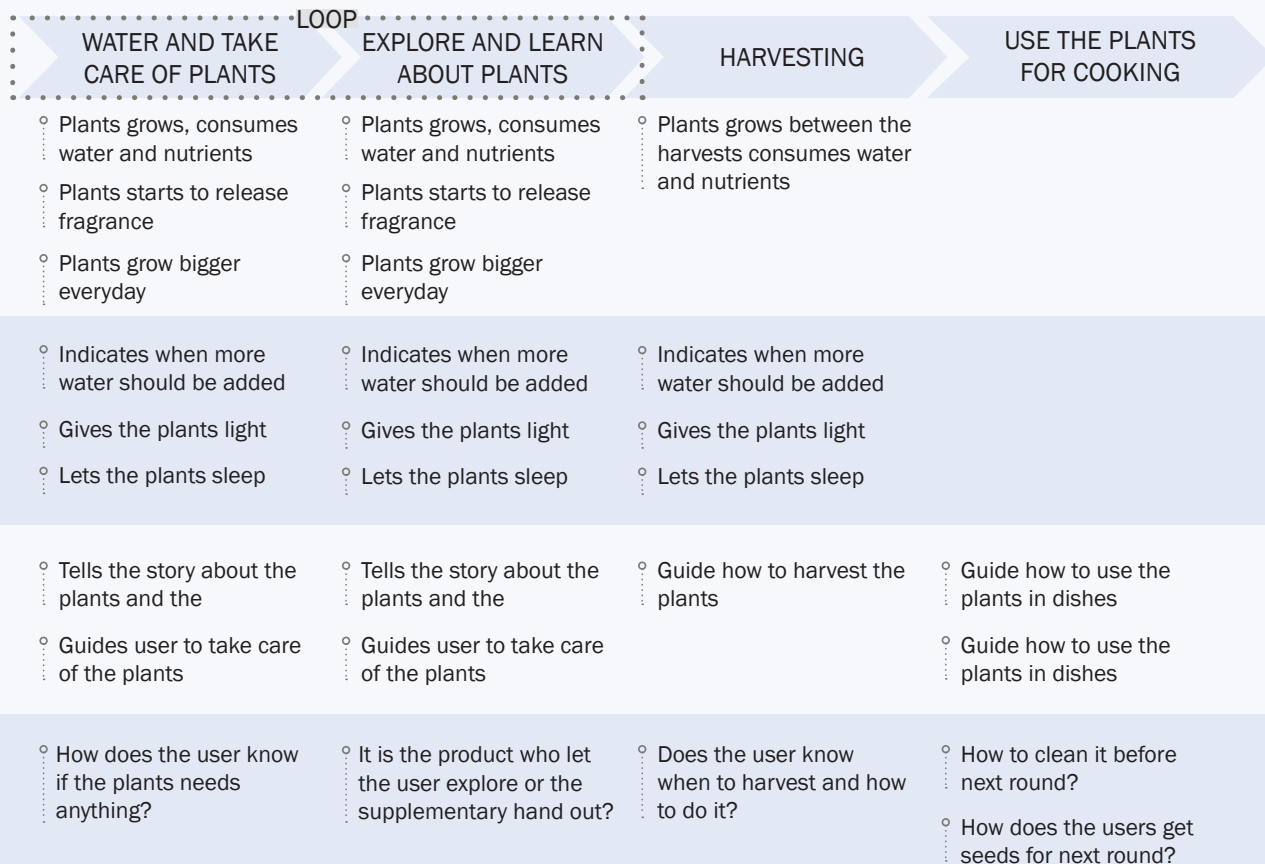 LOOP
WATER AND TAKE
CARE OF PLANTS
EXPLORE AND LEARN
ABOUT PLANTS
HARVESTING
USE THE PLANTS
FOR COOKING
Plants grows, consumes
water and nutrients
Plants starts to release
fragrance
Plants grow bigger
everyday
Plants grows, consumes
water and nutrients
Plants starts to release
fragrance
Plants grow bigger
everyday
Plants grows between the
harvests consumes water
and nutrients
Indicates when more
water should be added
Gives the plants light
Lets the plants sleep
Indicates when more
water should be added
Gives the plants light
Lets the plants sleep
Indicates when more
water should be added
Gives the plants light
Lets the plants sleep
Tells the story about the
plants and the
Guides user to take care
of the plants
Tells the story about the
plants and the
Guides user to take care
of the plants
Guide how to harvest the
plants
Guide how to use the
plants in dishes
Guide how to use the
plants in dishes
How does the user know
if the plants needs
anything?
It is the product who let
the user explore or the
supplementary hand out?
Does the user know
when to harvest and how
to do it?
How to clean it before
next round?
How does the users get
seeds for next round?